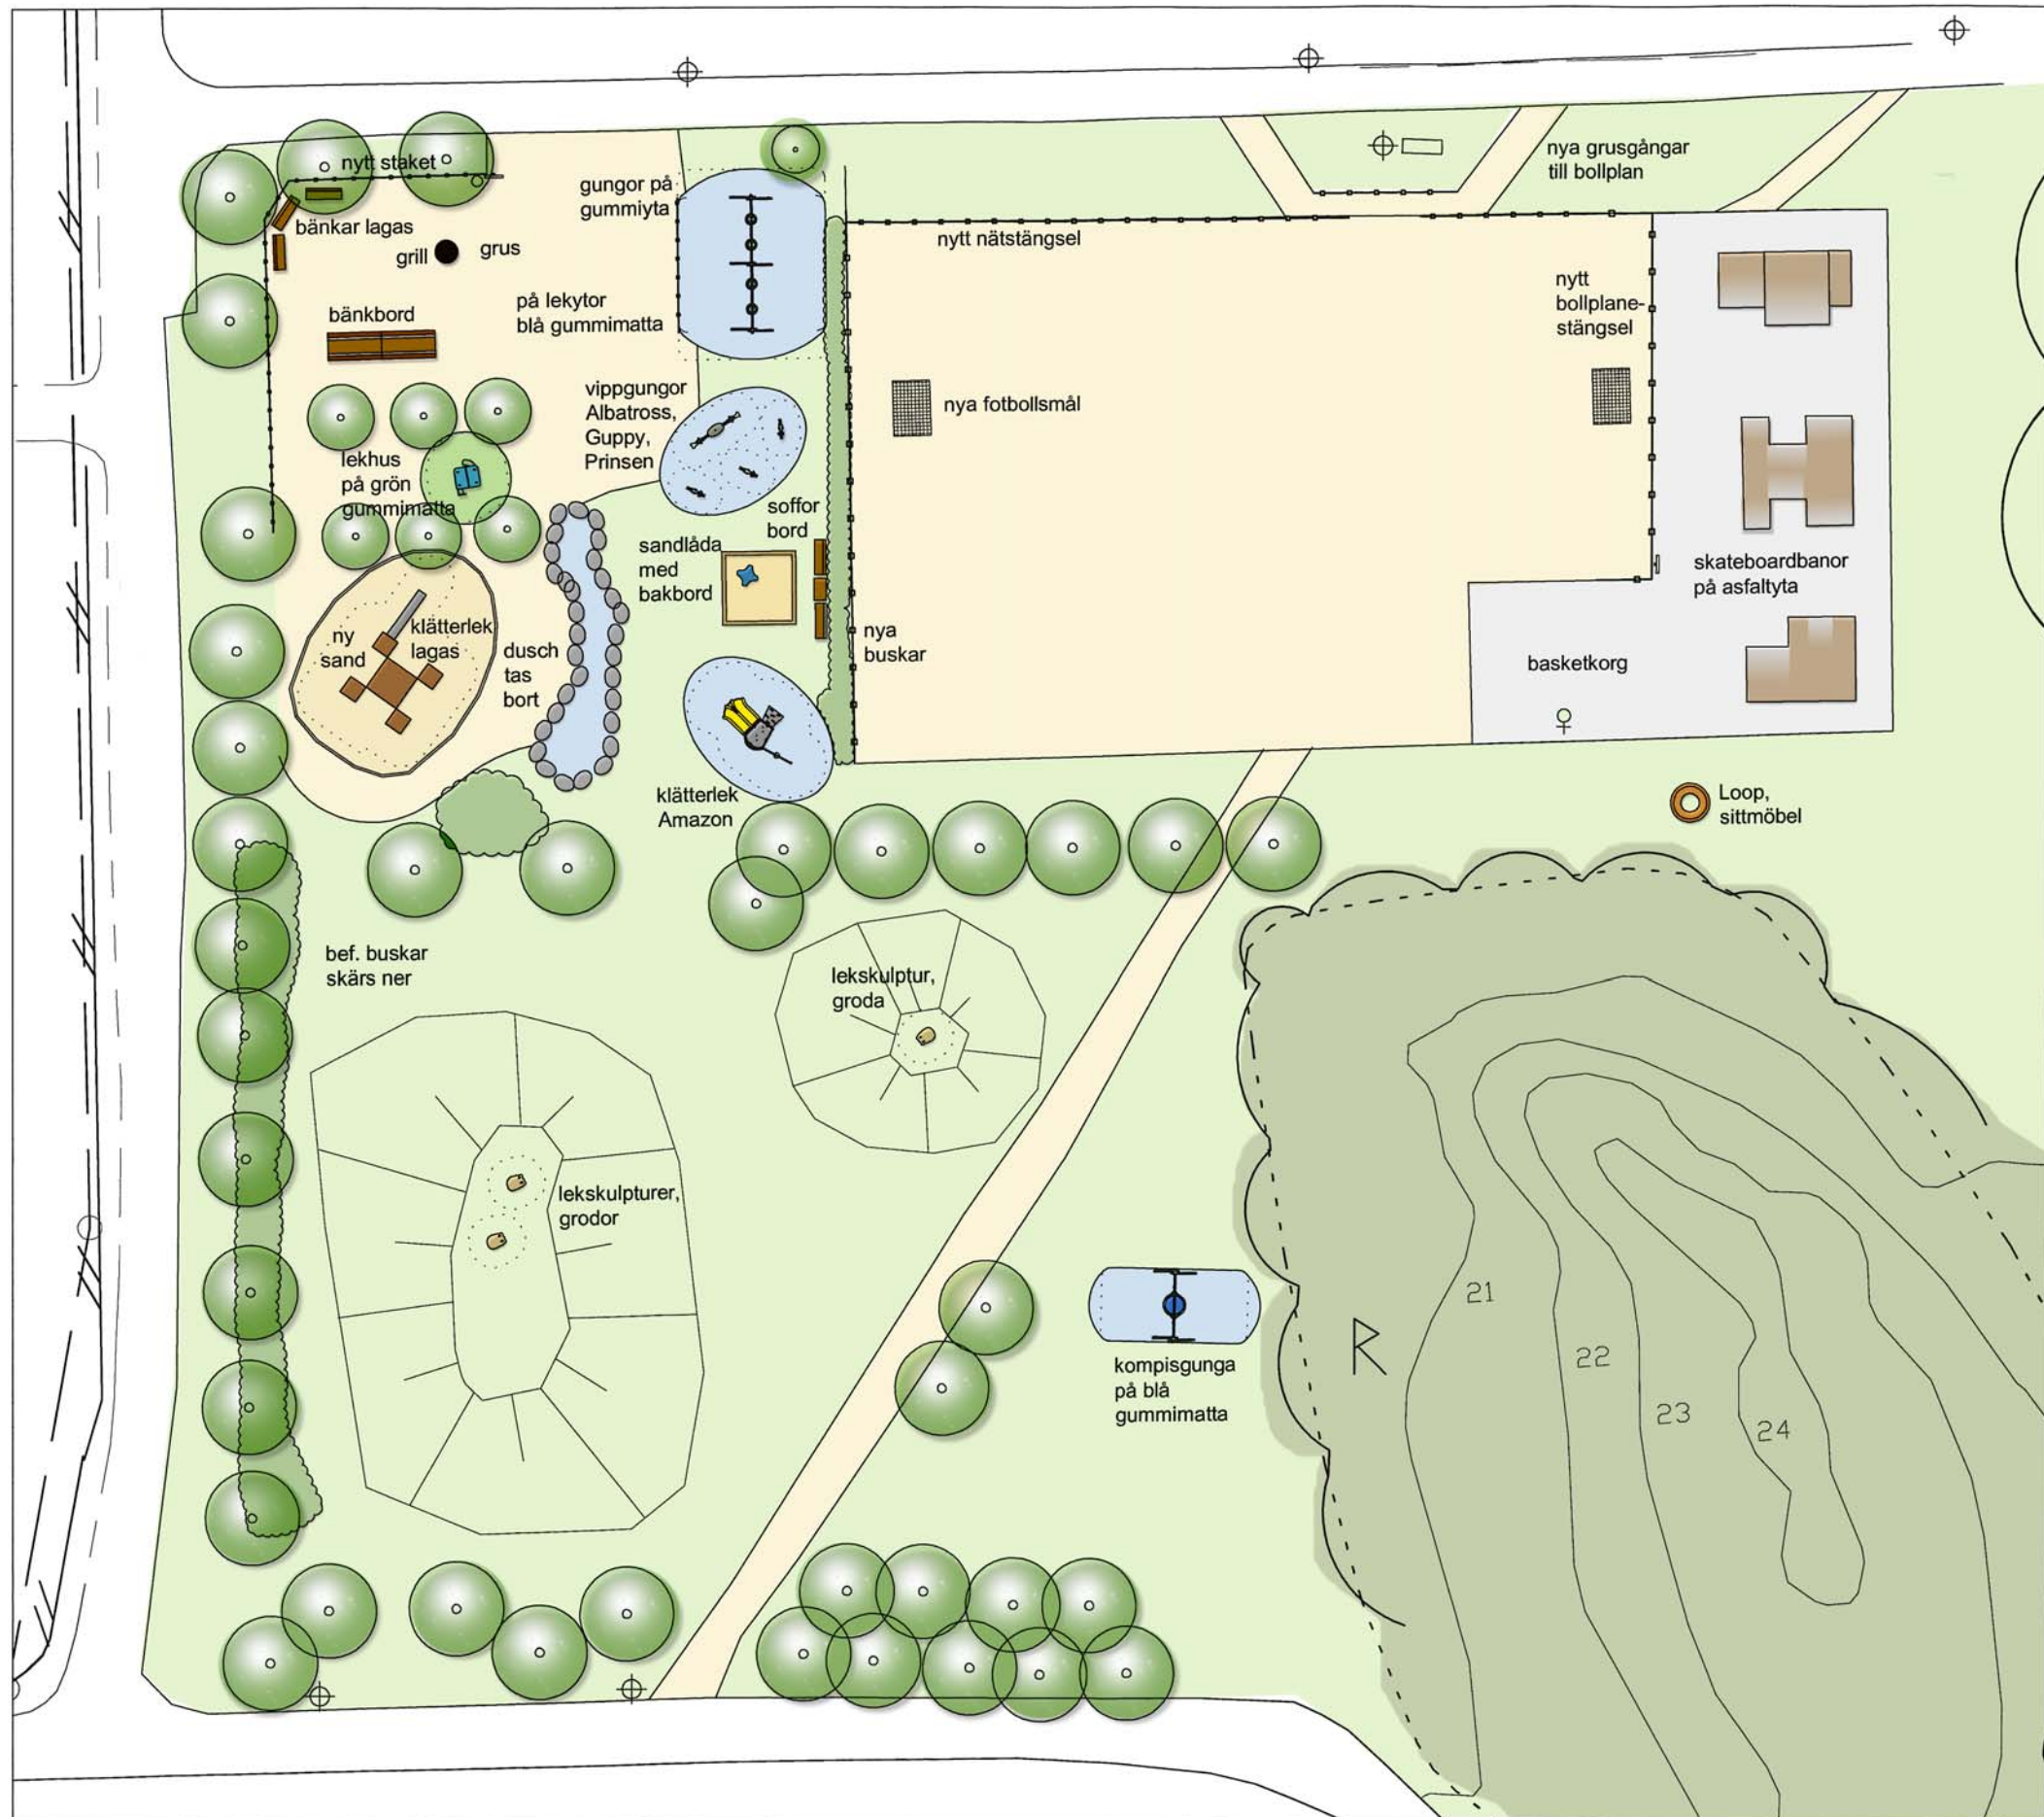 nytt staket
gungor på
gummiyta
nya grusgångar
till bollplan
bänkar lagas
grill
grus
nytt nätstängsel
nytt
bollplane-
stängsel
på lekytor
blå gummimatta
bänkbord
vippgungor
Albatross,
Guppy,
Prinsen
nya fotbollsmål
lekhus
på grön
gummimatta
soffor
bord
sandlåda
med
bakbord
skateboardbanor
på asfaltyta
ny
sand
klätterlek
lagas
dusch
tas
bort
nya
buskar
basketkorg
klätterlek
Amazon
Loop,
sittmöbel
bef. buskar
skärs ner
lekskulptur,
groda
lekskulpturer,
grodor
kompisgunga
på blå
gummimatta
R
21
22
23
24